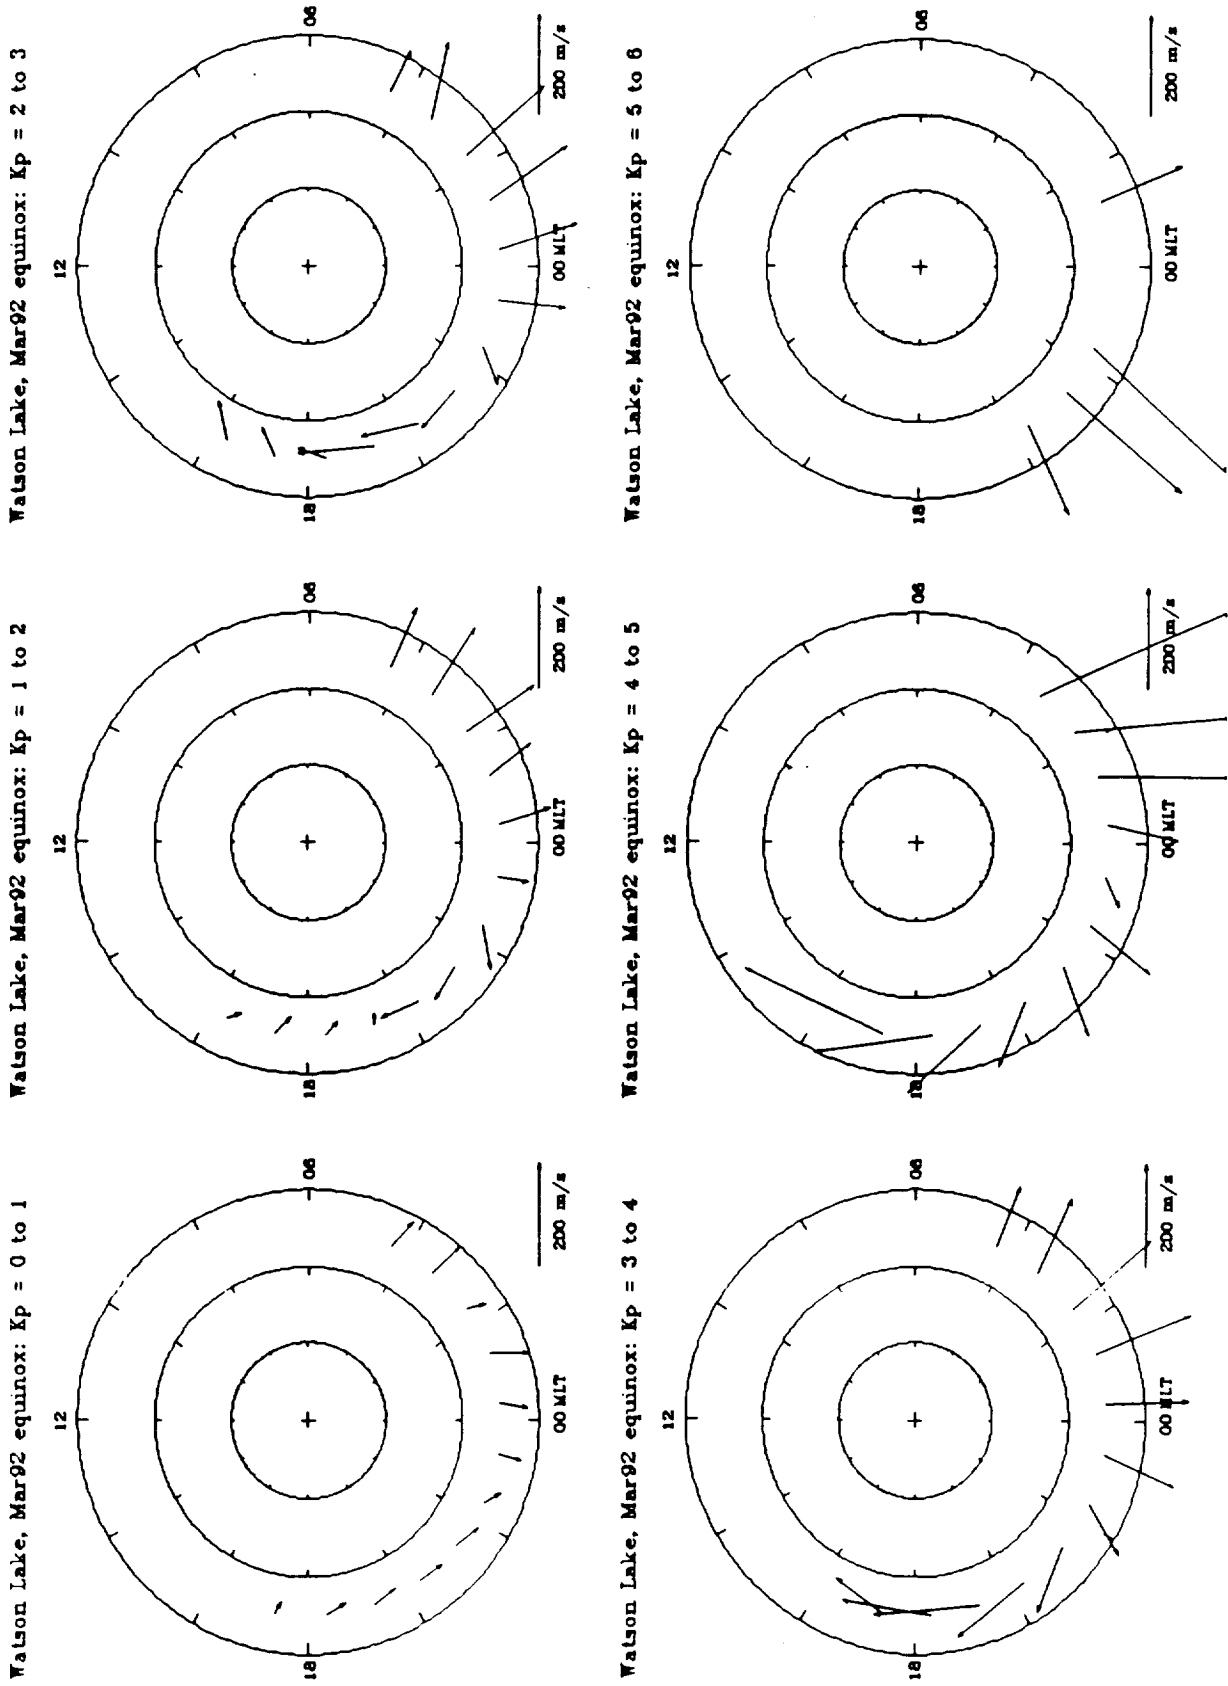 Watson Lake, Mar92 equinox: Kp = 0 to 1
12
18
06
00 MLT
200 m/s
Watson Lake, Mar92 equinox: Kp = 1 to 2
12
18
06
00 MLT
200 m/s
Watson Lake, Mar92 equinox: Kp = 2 to 3
12
18
06
00 MLT
200 m/s
Watson Lake, Mar92 equinox: Kp = 3 to 4
18
06
00 MLT
200 m/s
12
Watson Lake, Mar92 equinox: Kp = 4 to 5
12
18
06
00 MLT
200 m/s
Watson Lake, Mar92 equinox: Kp = 5 to 6
12
18
06
00 MLT
200 m/s